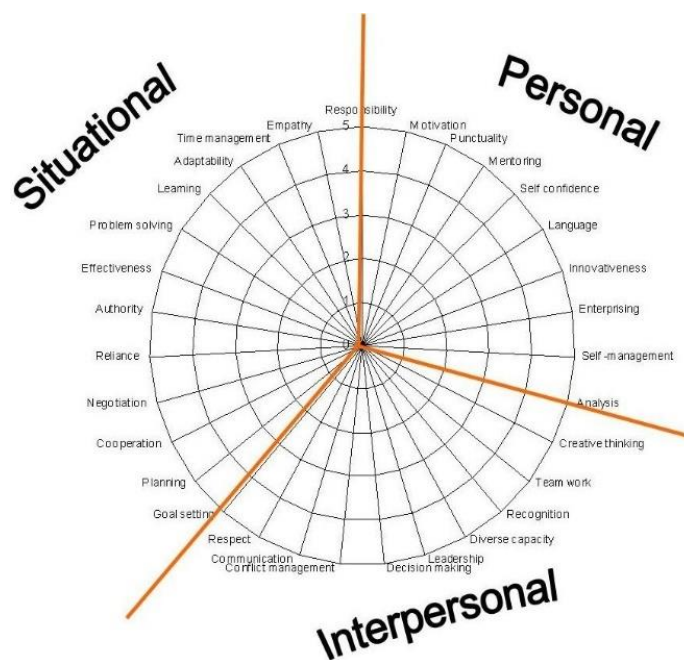 Situational
Personal
Interpersonal
Responsibility
Motivation
Punctuality
Mentoring
Self confidence
Language
Innovativeness
Enterprising
Self-management
Analysis
Creative thinking
Team work
Recognition
Diverse capacity
Leadership
Decision making
Conflict management
Communication
Respect
Goal setting
Planning
Cooperation
Negotiation
Reliance
Authority
Effectiveness
Problem solving
Learning
Adaptability
Time management
Empathy
5
4
3
2
1
0